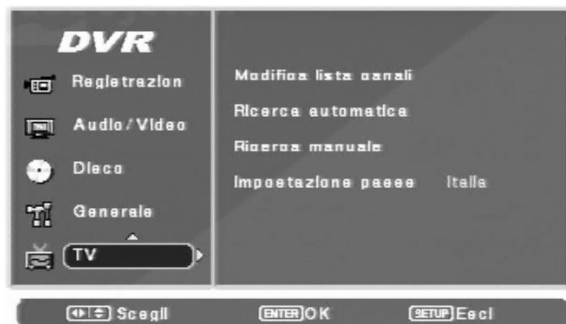 DVR
Registrazion
Audio/Video
Disco
Generale
TV
Modifica lista canali
Ricerca automatica
Ricerca manuale
Impostazione paese Italia
Scegli ENTER OK SETUP Esci